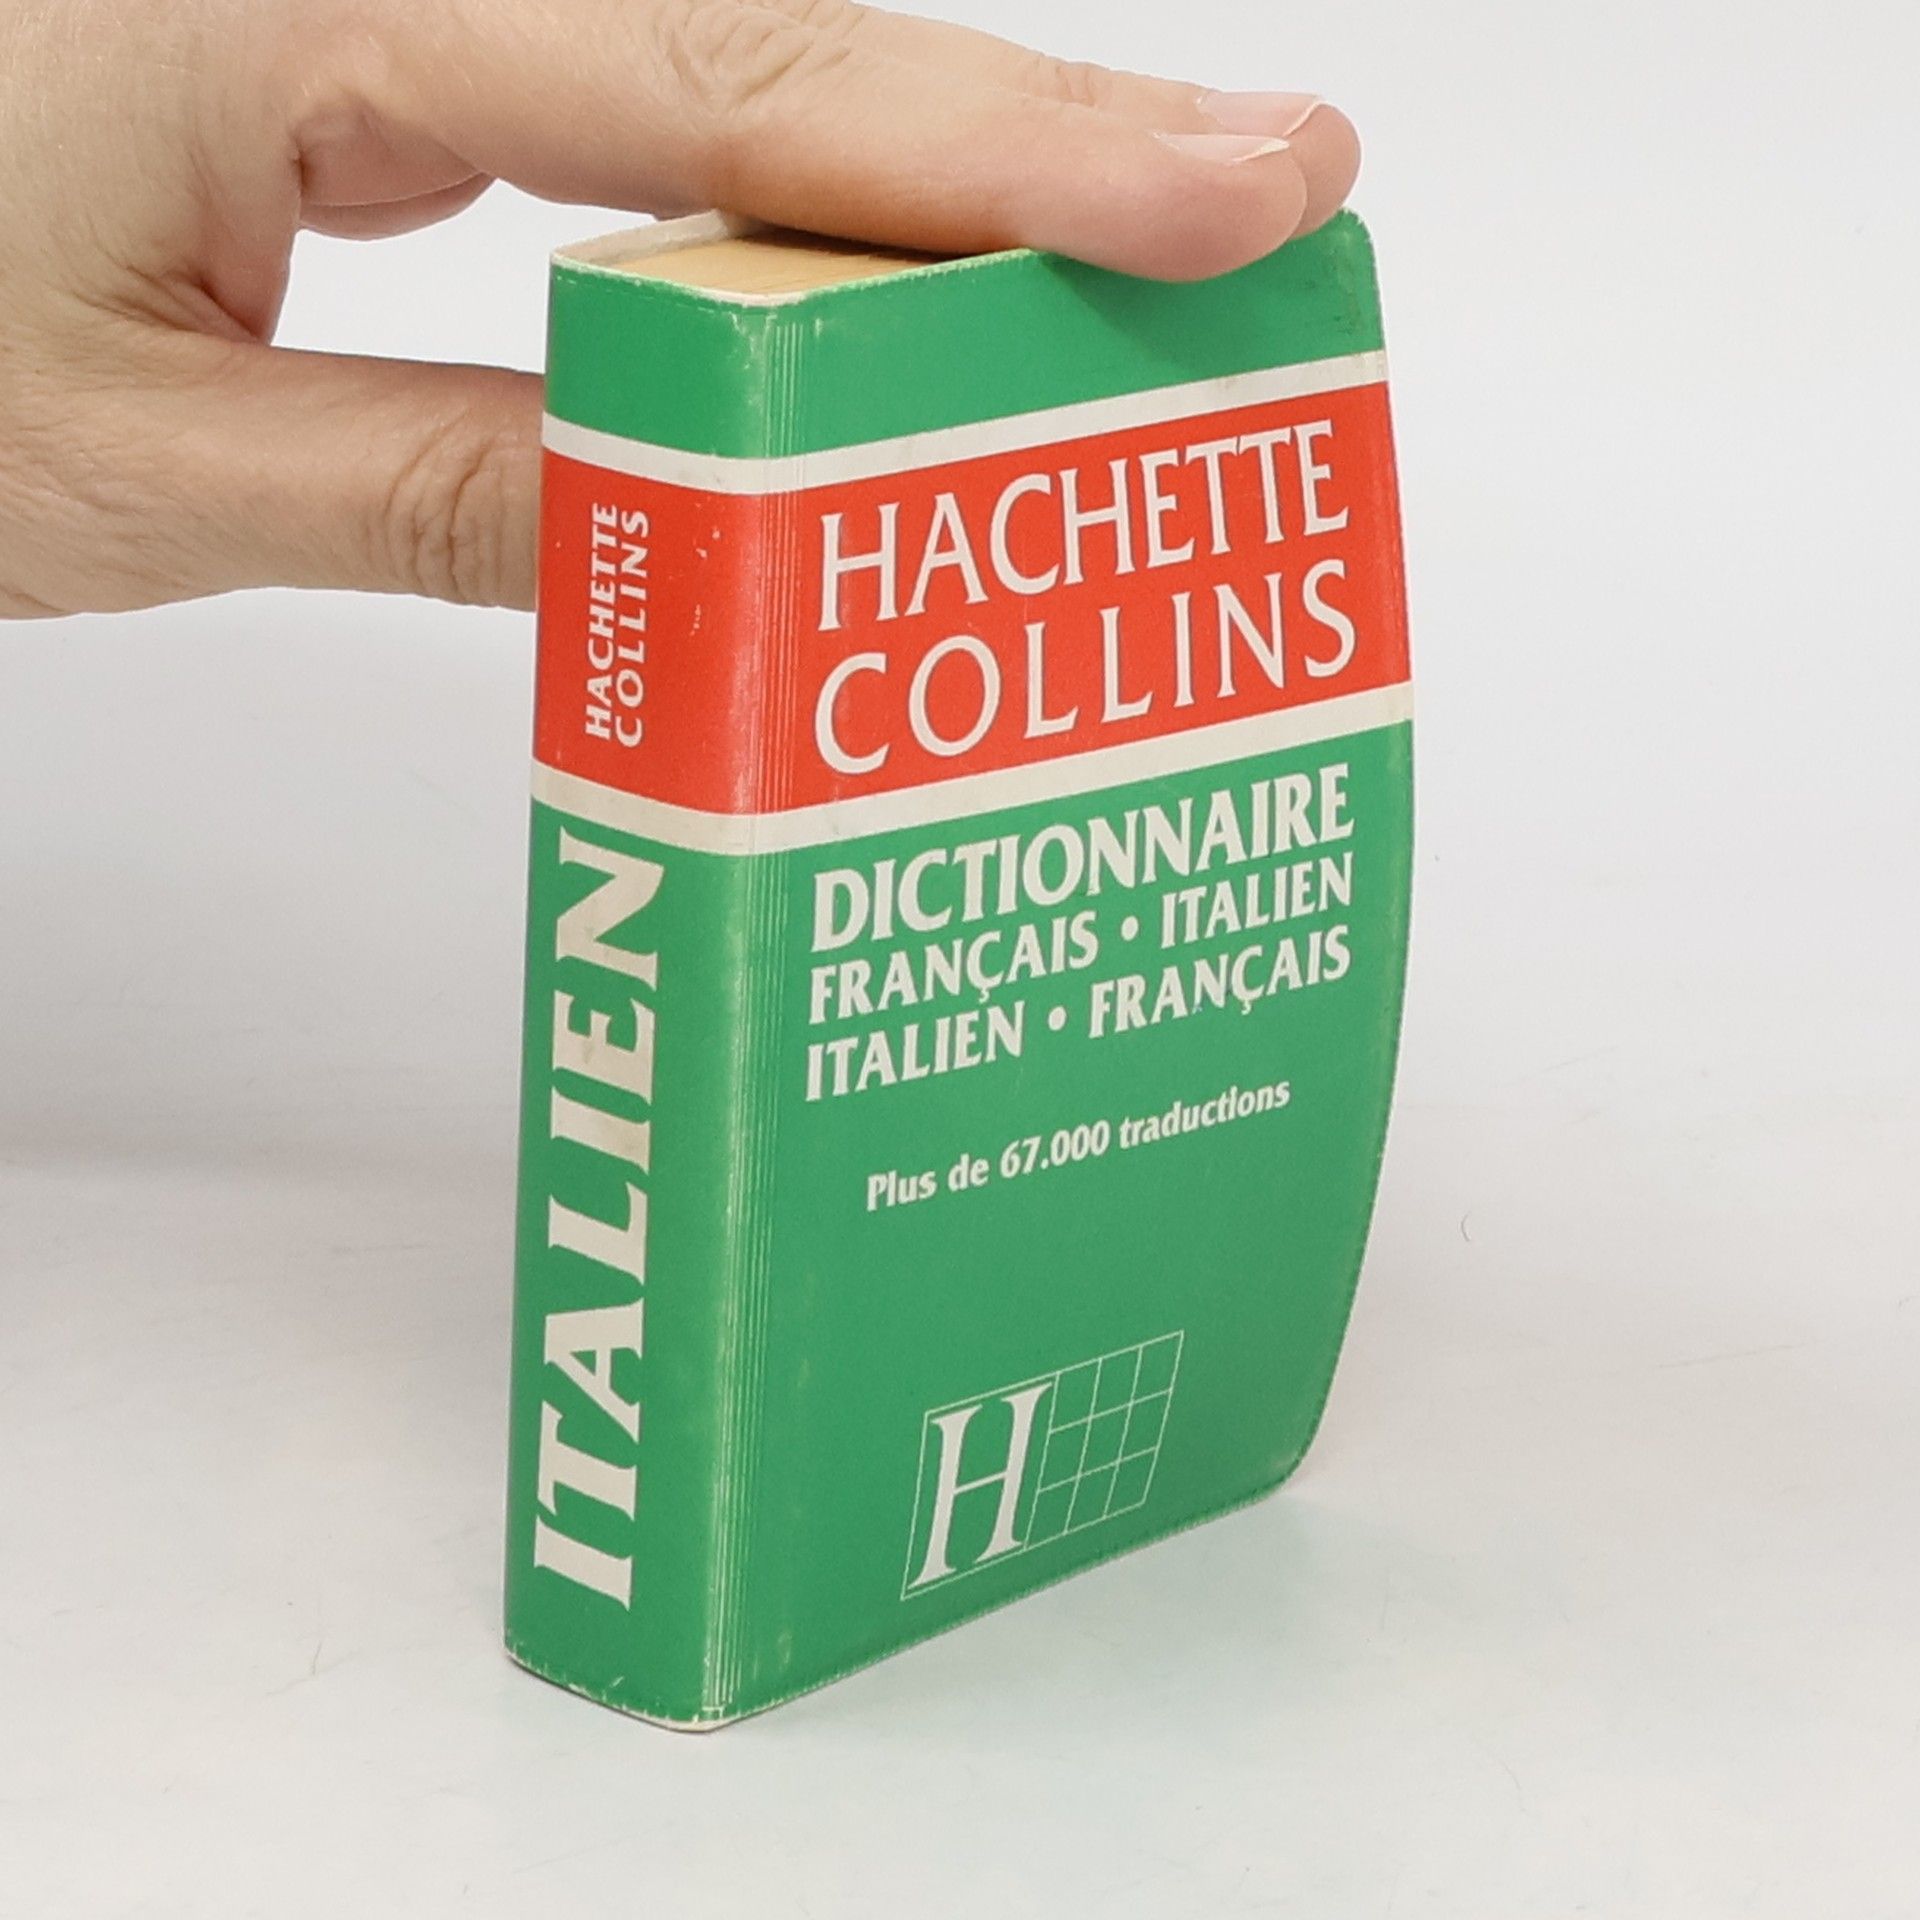 HACHETTE
COLLINS
ITALIEN
HACHETTE
COLLINS
DICTIONNAIRE
FRANÇAIS • ITALIEN
ITALIEN • FRANÇAIS
Plus de 67.000 traductions
H